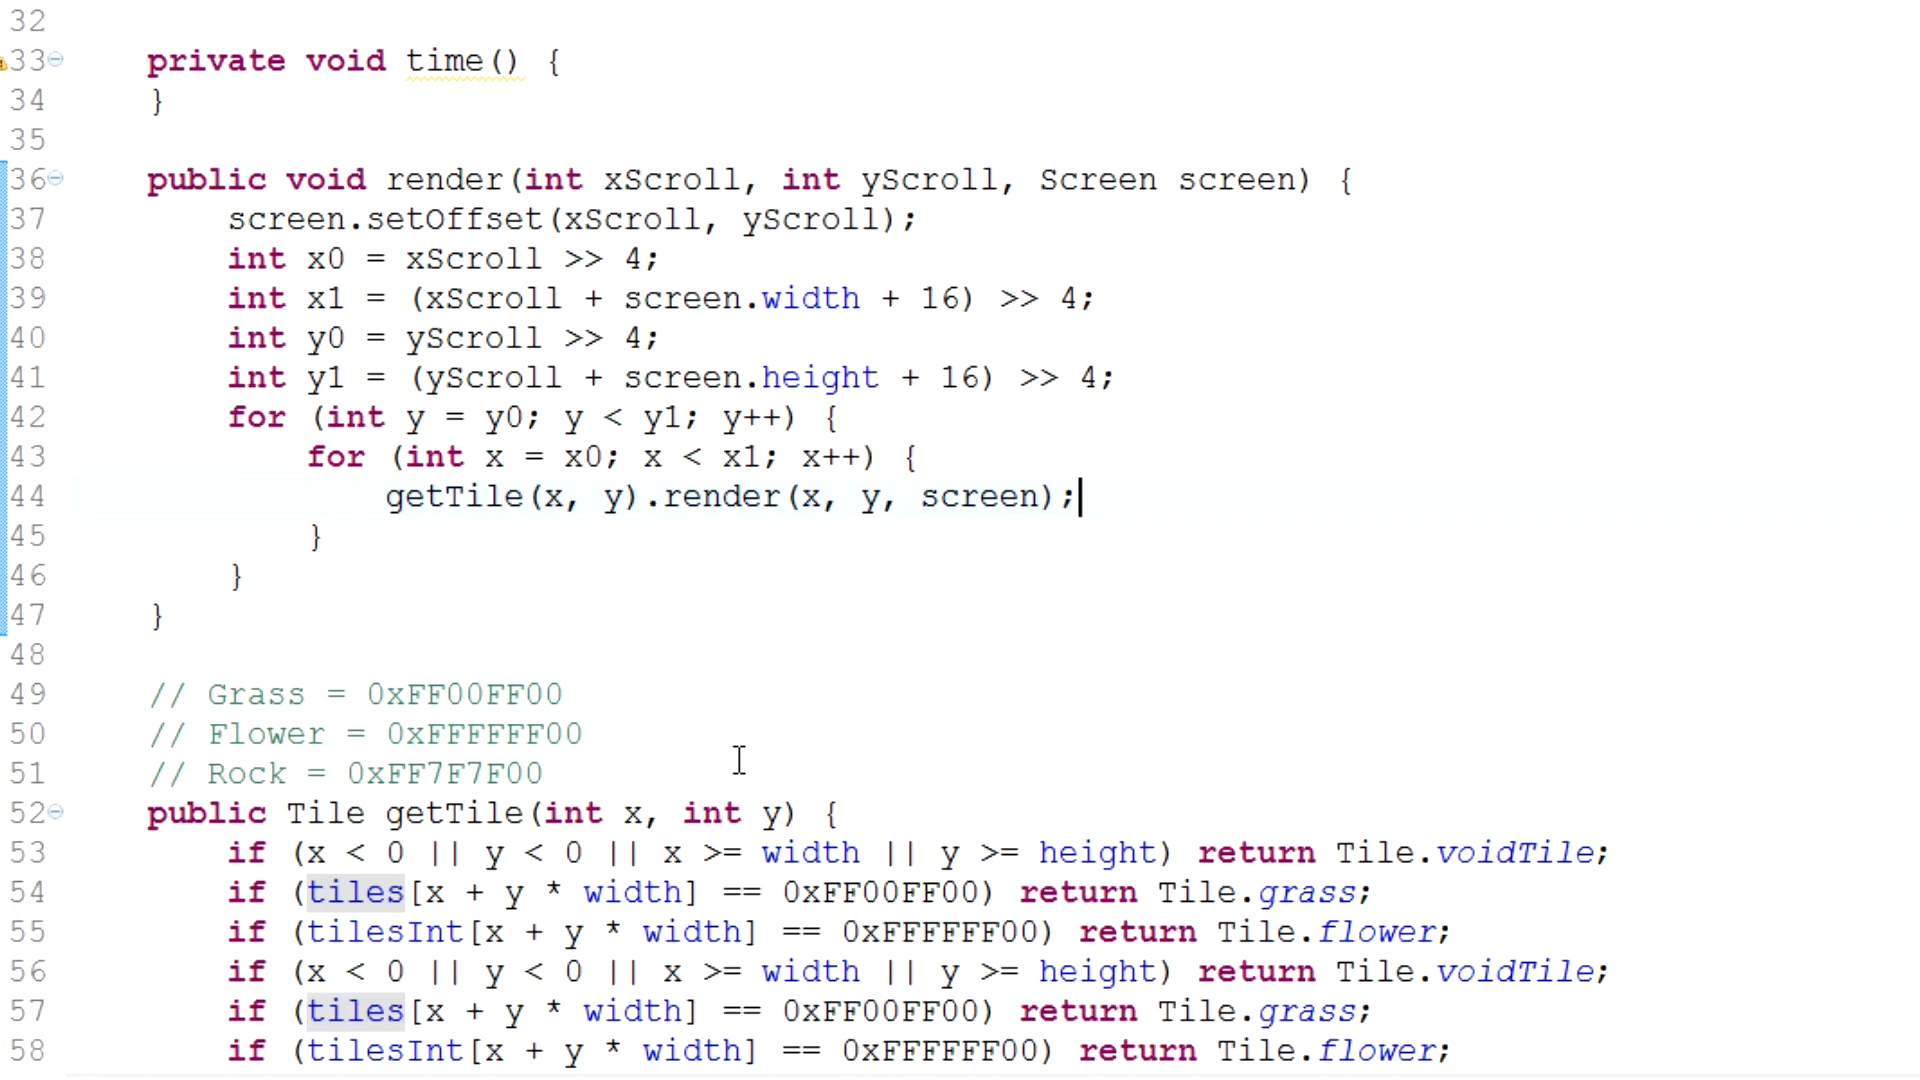 32
33 private void time() {
34 }
35
36 public void render(int xScroll, int yScroll, Screen screen) {
37 screen.setOffset(xScroll, yScroll);
38 int x0 = xScroll >> 4;
39 int x1 = (xScroll + screen.width + 16) >> 4;
40 int y0 = yScroll >> 4;
41 int y1 = (yScroll + screen.height + 16) >> 4;
42 for (int y = y0; y < y1; y++) {
43 for (int x = x0; x < x1; x++) {
44 getTile(x, y).render(x, y, screen);
45 }
46 }
47 }
48
49 // Grass = 0xFF00FF00
50 // Flower = 0xFFFFFF00
51 // Rock = 0xFF7F7F00
52 public Tile getTile(int x, int y) {
53 if (x < 0 || y < 0 || x >= width || y >= height) return Tile.voidTile;
54 if (tiles[x + y * width] == 0xFF00FF00) return Tile.grass;
55 if (tilesInt[x + y * width] == 0xFFFFFF00) return Tile.flower;
56 if (x < 0 || y < 0 || x >= width || y >= height) return Tile.voidTile;
57 if (tiles[x + y * width] == 0xFF00FF00) return Tile.grass;
58 if (tilesInt[x + y * width] == 0xFFFFFF00) return Tile.flower;